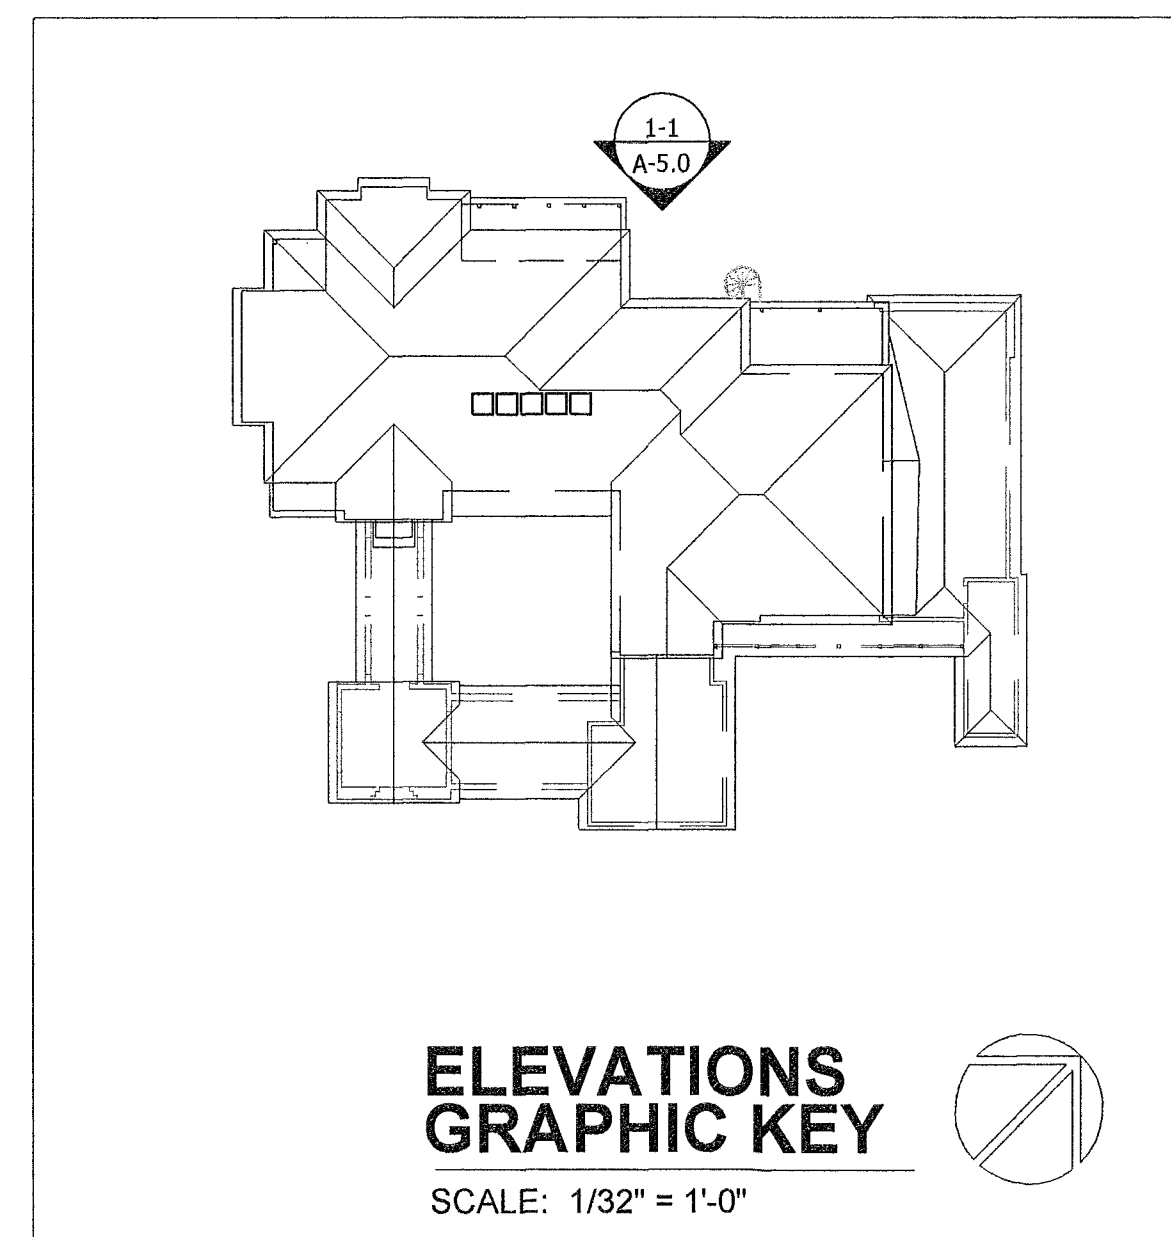 1-1
A-5.0
ELEVATIONS
GRAPHIC KEY
SCALE: 1/32" = 1'-0"